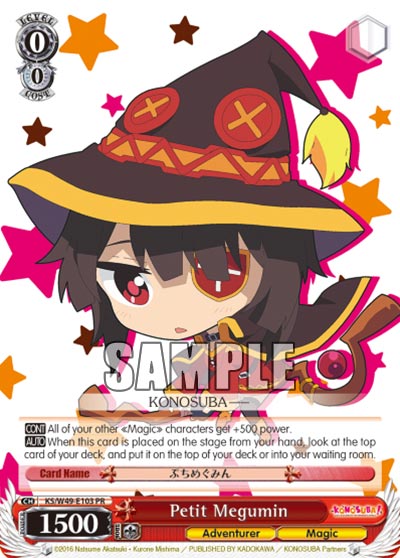 LEVEL
0
0
COST
SAMPLE
KONOSUBA
CONT All of your other «Magic» characters get +500 power.
AUTO When this card is placed on the stage from your hand, look at the top
card of your deck, and put it on the top of your deck or into your waiting room.
Card Name ぷちめぐみん
CH KS/W49-E103 PR
1500 Petit Megumin KONOSUBA!
Adventurer Magic
©2016 Natsume Akatsuki・Kurone Mishima / PUBLISHED BY KADOKAWA / KONOSUBA Partners